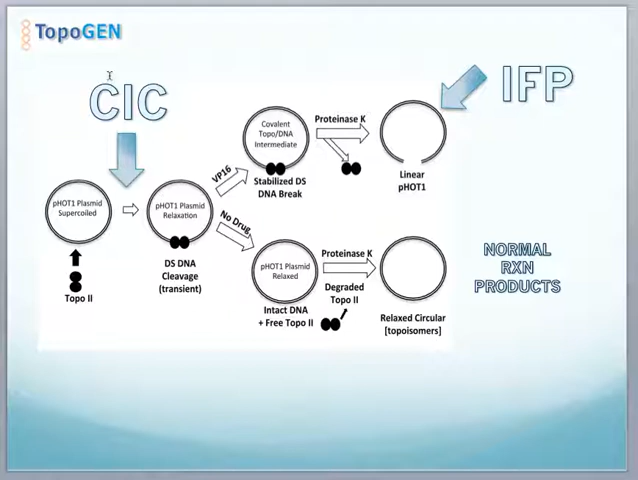 TopoGEN
CIC
IFP
pHOT1 Plasmid
Supercoiled
Topo II
pHOT1 Plasmid
Relaxation
DS DNA
Cleavage
(transient)
VP16
No Drug
Covalent
Topo/DNA
Intermediate
Stabilized DS
DNA Break
Proteinase K
Linear
pHOT1
pHOT1 Plasmid
Relaxed
Intact DNA
+ Free Topo II
Proteinase K
Degraded
Topo II
Relaxed Circular
[topoisomers]
NORMAL
RXN
PRODUCTS